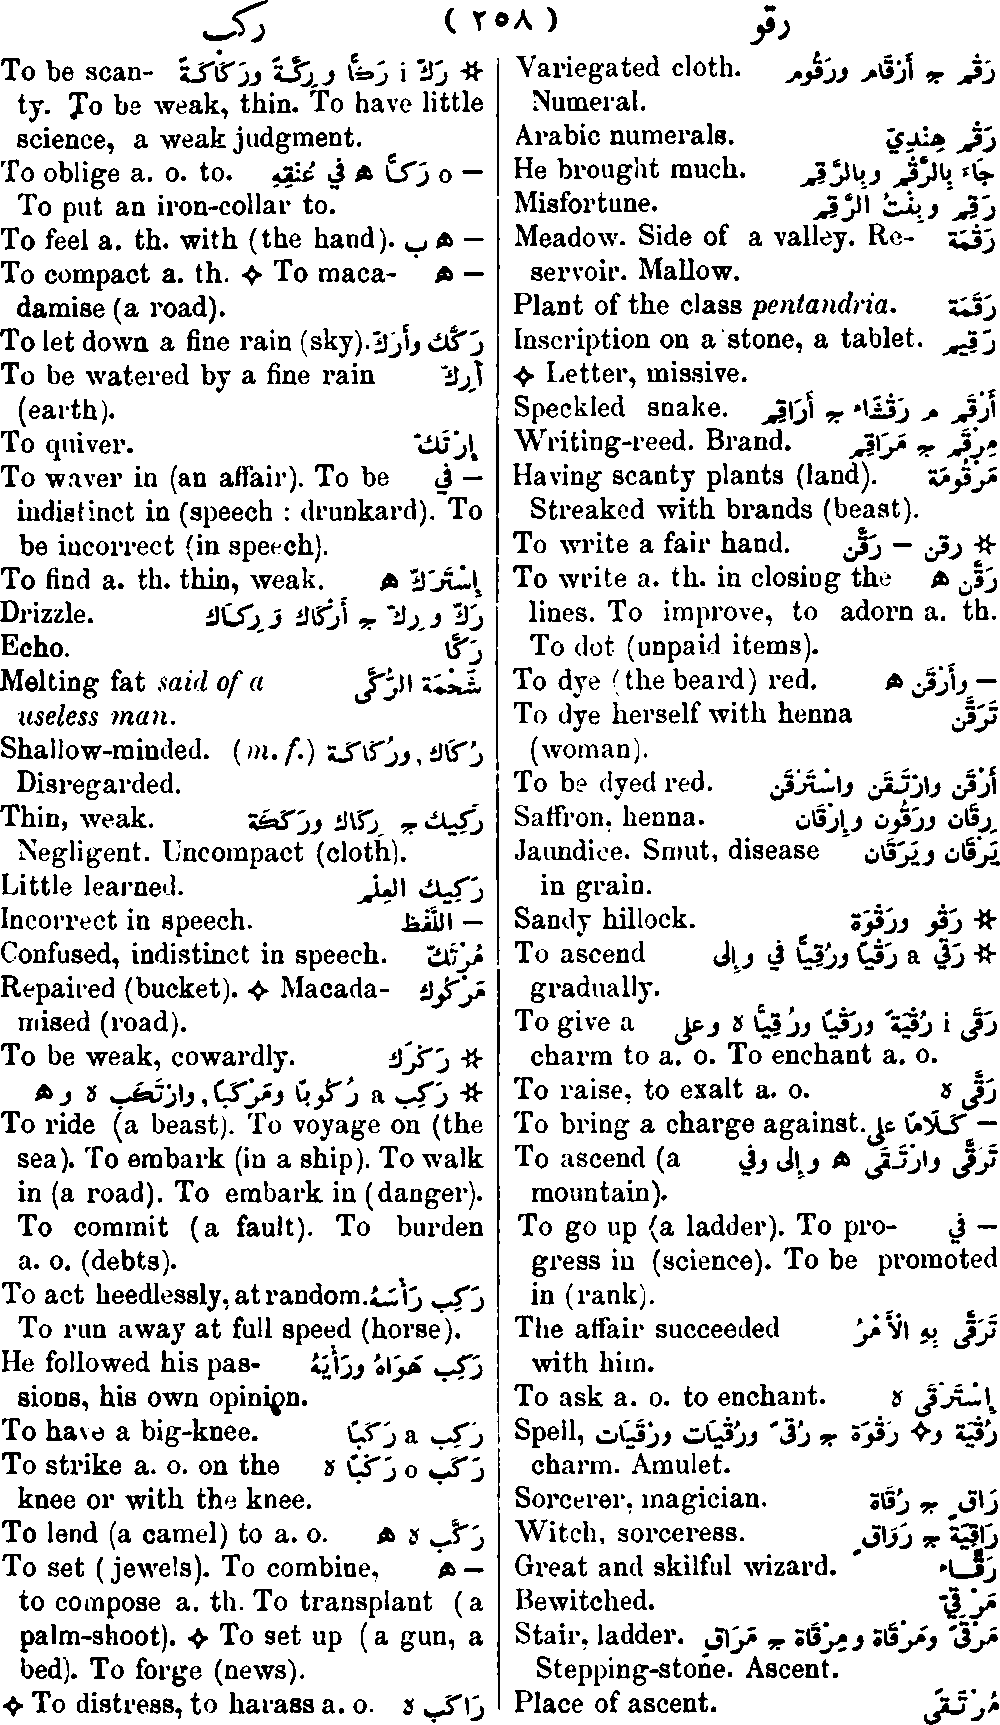 رقو ( ٢٥٨ ) ركب
Variegated cloth. رَقْم ج أَرْقَام ورُقُوم
Numeral.
Arabic numerals. رَقْم هِنْدِيّ
He brought much. جَاءَ بِالرَّقْمِ وبِالرَّقِمِ
Misfortune. رَقِم وبِنْتُ الرَّقِمِ
Meadow. Side of a valley. Re- رَقْمَة
servoir. Mallow.
Plant of the class pentandria. رَقَمَة
Inscription on a stone, a tablet. رَقِيم
✧ Letter, missive.
Speckled snake. أَرْقَم م رَقْشَاء ج أَرَاقِم
Writing-reed. Brand. مِرْقَم ج مَرَاقِم
Having scanty plants (land). مَرْقُومَة
Streaked with brands (beast).
To write a fair hand. ☆ رقن – رَقَّن
To write a. th. in closing the رَقَّن ه
lines. To improve, to adorn a. th.
To dot (unpaid items).
To dye (the beard) red. – وأَرْقَن ه
To dye herself with henna تَرَقَّن
(woman).
To be dyed red. أَرْقَن وارْتَقَن واسْتَرْقَن
Saffron, henna. رِقَان ورَقُون وإِرْقَان
Jaundice. Smut, disease يَرْقَان ويَرَقَان
in grain.
Sandy hillock. ☆ رَقْو ورَقْوَة
To ascend ☆ رَقِيَ a رَقْيًا ورُقِيًّا في وإِلى
gradually.
To give a رَقَى i رُقْيَةً ورَقْيًا ورُقِيًّا ه وعلى
charm to a. o. To enchant a. o.
To raise, to exalt a. o. رَقَّى ه
To bring a charge against. – كَلَامًا على
To ascend (a تَرَقَّى وارْتَقَى ه وإِلى وفي
mountain).
To go up (a ladder). To pro- – في
gress in (science). To be promoted
in (rank).
The affair succeeded تَرَقَّى بِهِ الْأَمْرُ
with him.
To ask a. o. to enchant. إِسْتَرْقَى ه
Spell, رُقْيَة و✧ رَقْوَة ج رُقًى ورُقْيَات ورُقَيَات
charm. Amulet.
Sorcerer, magician. رَاقٍ ج رُقَاة
Witch, sorceress. رَاقِيَة ج رَوَاقٍ
Great and skilful wizard. رَقَّاء
Bewitched. مَرْقِيّ
Stair, ladder. مَرْقًى ومَرْقَاة ومِرْقَاة ج مَرَاقٍ
Stepping-stone. Ascent.
Place of ascent. مُرْتَقًى
To be scan- ☆ رَكَّ i رَكًّا ورِكَّةً ورَكَاكَةً
ty. To be weak, thin. To have little
science, a weak judgment.
To oblige a. o. to. – o رَكًّا ه في عُنُقِهِ
To put an iron-collar to.
To feel a. th. with (the hand). – ه ب
To compact a. th. ✧ To maca- – ه
damise (a road).
To let down a fine rain (sky). رَكَّكَ وأَرَكَّ
To be watered by a fine rain أُرِكَّ
(earth).
To quiver. إِرْتَكَّ
To waver in (an affair). To be – في
indistinct in (speech : drunkard). To
be incorrect (in speech).
To find a. th. thin, weak. إِسْتَرَكَّ ه
Drizzle. رَكّ ورِكّ ج أَرْكَاك وَرِكَاك
Echo. رَكًّا
Melting fat said of a شَحْمَة الرُّكَّى
useless man.
Shallow-minded. (m. f.) رُكَاك, ورُكَاكَة
Disregarded.
Thin, weak. رَكِيك ج رِكَاك ورَكَكَة
Negligent. Uncompact (cloth).
Little learned. رَكِيك العِلْمِ
Incorrect in speech. – اللَّفْظِ
Confused, indistinct in speech. مُرْتَكّ
Repaired (bucket). ✧ Macada- مَرْكُوك
mised (road).
To be weak, cowardly. ☆ رَكْرَكَ
☆ رَكِب a رُكُوبًا ومَرْكَبًا, وارْتَكَب ه و ه
To ride (a beast). To voyage on (the
sea). To embark (in a ship). To walk
in (a road). To embark in (danger).
To commit (a fault). To burden
a. o. (debts).
To act heedlessly, at random. رَكِب رَأْسَهُ
To run away at full speed (horse).
He followed his pas- رَكِب هَوَاهُ ورَأْيَهُ
sions, his own opinion.
To have a big-knee. رَكِب a رَكَبًا
To strike a. o. on the رَكَب o رَكْبًا ه
knee or with the knee.
To lend (a camel) to a. o. رَكَّب ه ه
To set (jewels). To combine, – ه
to compose a. th. To transplant (a
palm-shoot). ✧ To set up (a gun, a
bed). To forge (news).
✧ To distress, to harass a. o. رَاكَب ه